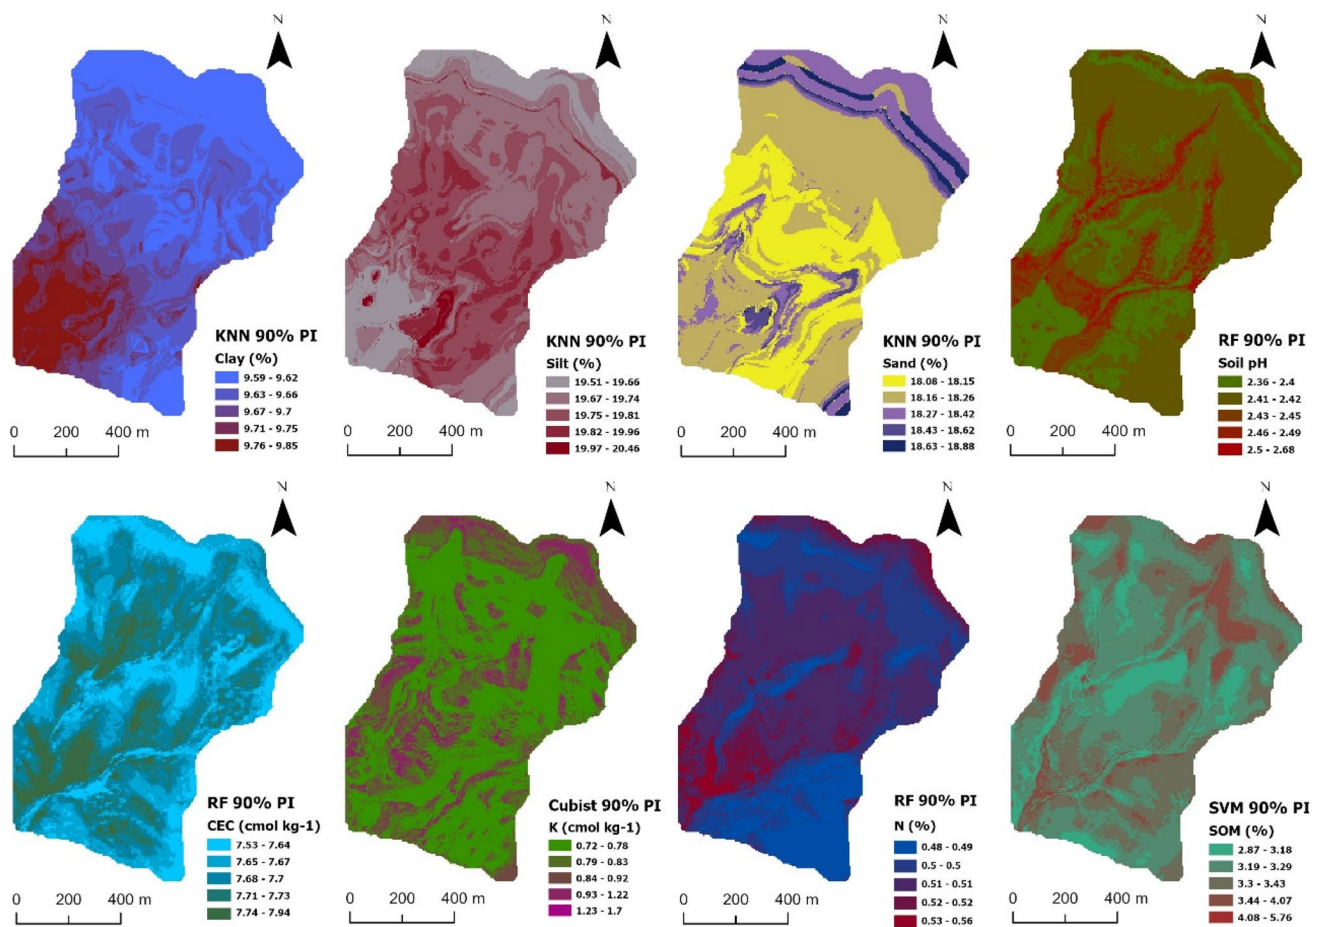 N
KNN 90% PI
Clay (%)
9.59 - 9.62
9.63 - 9.66
9.67 - 9.7
9.71 - 9.75
9.76 - 9.85
0 200 400 m
N
KNN 90% PI
Silt (%)
19.51 - 19.66
19.67 - 19.74
19.75 - 19.81
19.82 - 19.96
19.97 - 20.46
0 200 400 m
N
KNN 90% PI
Sand (%)
18.08 - 18.15
18.16 - 18.26
18.27 - 18.42
18.43 - 18.62
18.63 - 18.88
0 200 400 m
N
RF 90% PI
Soil pH
2.36 - 2.4
2.41 - 2.42
2.43 - 2.45
2.46 - 2.49
2.5 - 2.68
0 200 400 m
N
RF 90% PI
CEC (cmol kg-1)
7.53 - 7.64
7.65 - 7.67
7.68 - 7.7
7.71 - 7.73
7.74 - 7.94
0 200 400 m
N
Cubist 90% PI
K (cmol kg-1)
0.72 - 0.78
0.79 - 0.83
0.84 - 0.92
0.93 - 1.22
1.23 - 1.7
0 200 400 m
N
RF 90% PI
N (%)
0.48 - 0.49
0.5 - 0.5
0.51 - 0.51
0.52 - 0.52
0.53 - 0.56
0 200 400 m
N
SVM 90% PI
SOM (%)
2.87 - 3.18
3.19 - 3.29
3.3 - 3.43
3.44 - 4.07
4.08 - 5.76
0 200 400 m